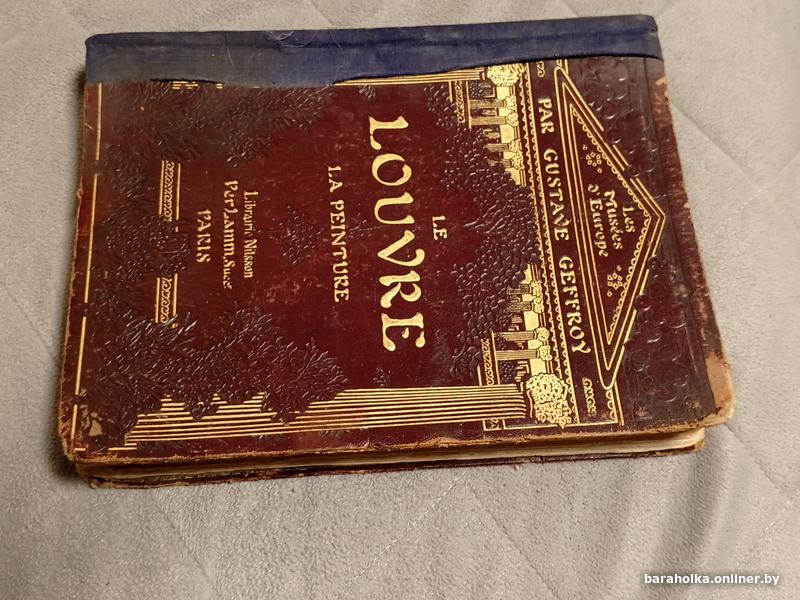 Les
Musées
d'Europe
PAR GUSTAVE GEFFROY
LE
LOUVRE
LA PEINTURE
Librairie Nilsson
Per Lamm, Succr
PARIS
baraholka.onliner.by